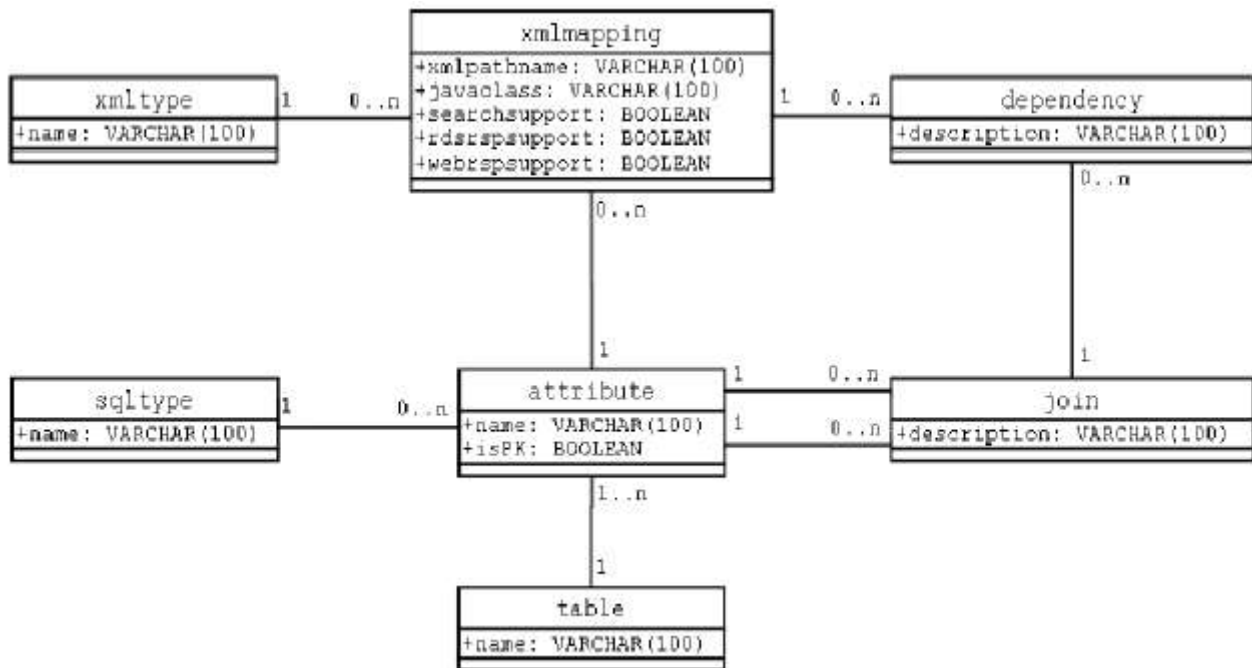 xmlmapping
+xmlpathname: VARCHAR(100)
+javaclass: VARCHAR(100)
+searchsupport: BOOLEAN
+rdsrspsupport: BOOLEAN
+webrspsupport: BOOLEAN
xmltype
+name: VARCHAR(100)
1
0..n
1
0..n
dependency
+description: VARCHAR(100)
0..n
0..n
1
1
sqltype
+name: VARCHAR(100)
1
0..n
attribute
+name: VARCHAR(100)
+isPK: BOOLEAN
1
0..n
1
0..n
join
+description: VARCHAR(100)
1..n
1
table
+name: VARCHAR(100)